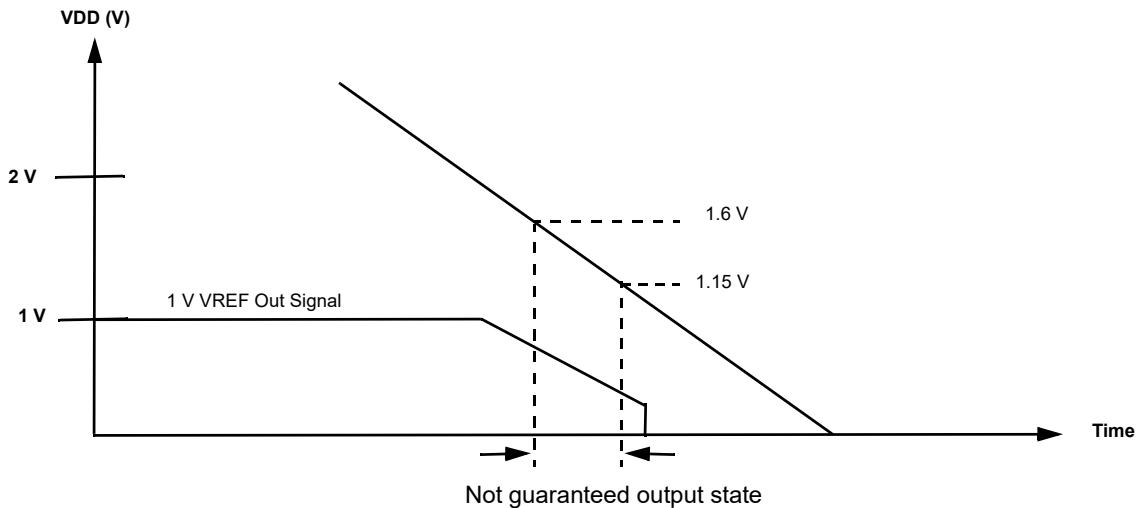 VDD (V)
2 V
1.6 V
1.15 V
1 V VREF Out Signal
1 V
Time
Not guaranteed output state